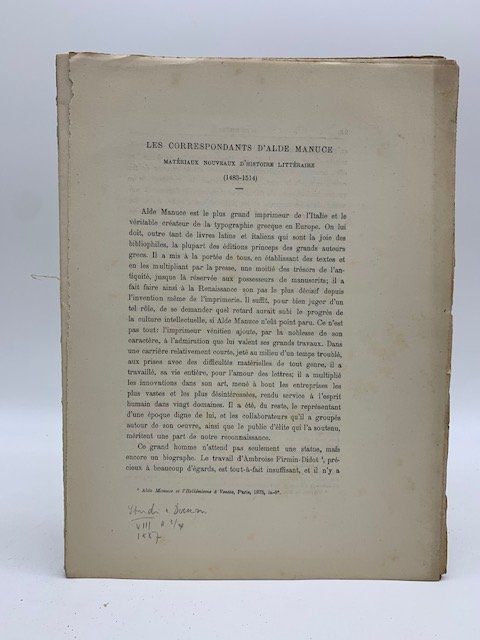 LES CORRESPONDANTS D'ALDE MANUCE
MATÉRIAUX NOUVEAUX D'HISTOIRE LITTÉRAIRE
(1483-1514)
Alde Manuce est le plus grand imprimeur de l'Italie et le
véritable créateur de la typographie grecque en Europe. On lui
doit, outre tant de livres latins et italiens qui sont la joie des
bibliophiles, la plupart des éditions princeps des grands auteurs
grecs. Il a mis à la portée de tous, en établissant des textes et
en les multipliant par la presse, une moitié des trésors de l'an-
tiquité, jusque là réservée aux possesseurs de manuscrits; il a
fait faire ainsi à la Renaissance son pas le plus décisif depuis
l'invention même de l'imprimerie. Il suffit, pour bien juger d'un
tel rôle, de se demander quel retard aurait subi le progrès de
la culture intellectuelle, si Alde Manuce n'eût point paru. Ce n'est
pas tout: l'imprimeur vénitien ajoute, par la noblesse de son
caractère, à l'admiration que lui valent ses grands travaux. Dans
une carrière relativement courte, jeté au milieu d'un temps troublé,
aux prises avec des difficultés matérielles de tout genre, il a
travaillé, sa vie entière, pour l'amour des lettres; il a multiplié
les innovations dans son art, mené à bout les entreprises les
plus vastes et les plus désintéressées, rendu service à l'esprit
humain dans vingt domaines. Il a été, du reste, le représentant
d'une époque digne de lui, et les collaborateurs qu'il a groupés
autour de son oeuvre, ainsi que le public d'élite qui l'a soutenu,
méritent une part de notre reconnaissance.
Ce grand homme n'attend pas seulement une statue, mais
encore un biographe. Le travail d'Ambroise Firmin-Didot ¹, pré-
cieux à beaucoup d'égards, est tout-à-fait insuffisant, et il n'y a
¹ Alde Manuce et l'Hellénisme à Venise, Paris, 1875, in-8°.
Studi e
VIII
1887